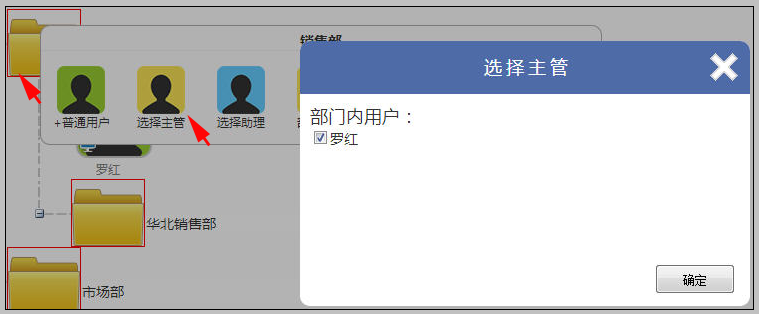 销售部
+普通用户
选择主管
选择助理
罗红
华北销售部
市场部
选择主管
部门内用户：
罗红
确定